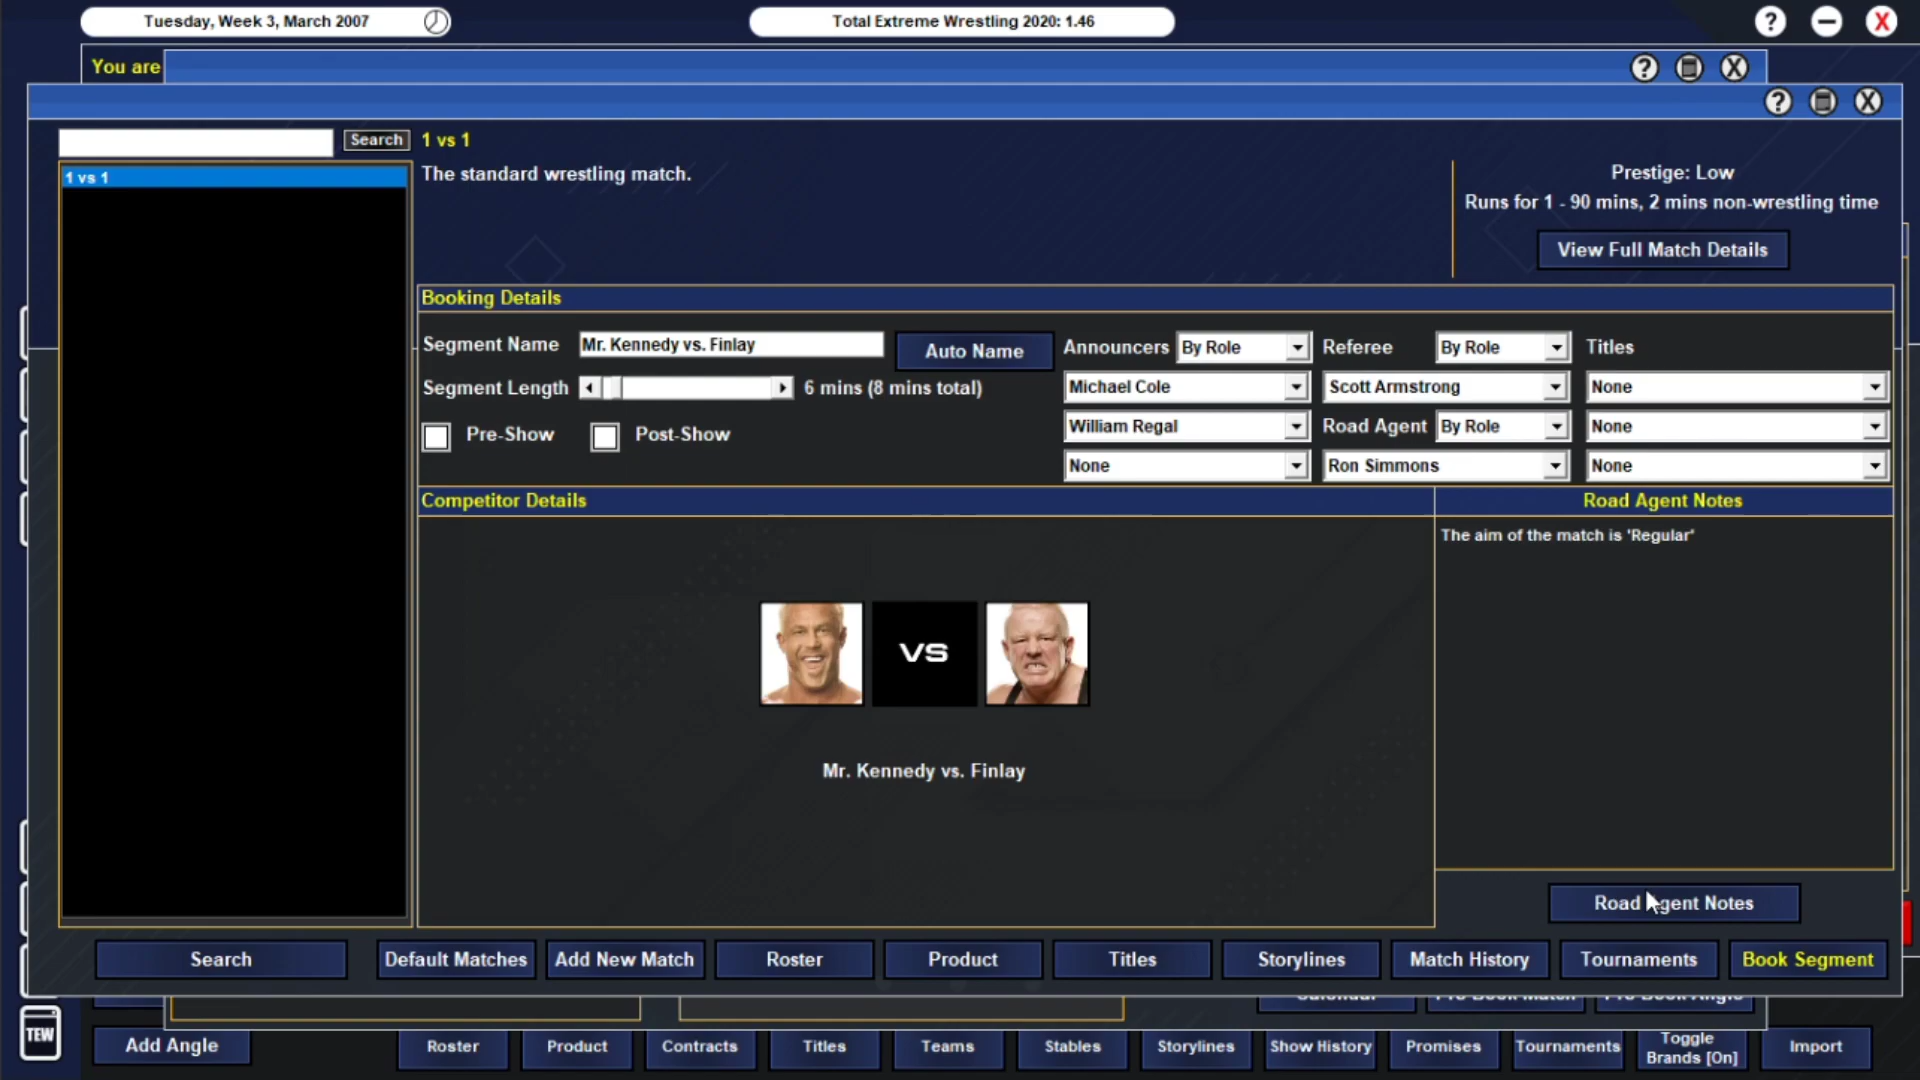 Tuesday, Week 3, March 2007
Total Extreme Wrestling 2020: 1.46
? X
You are
? X
? X
Search
1 vs 1
1 vs 1
The standard wrestling match.
Prestige: Low
Runs for 1 - 90 mins, 2 mins non-wrestling time
View Full Match Details
Booking Details
Segment Name
Mr. Kennedy vs. Finlay
Auto Name
Announcers
By Role
Referee
By Role
Titles
Segment Length
6 mins (8 mins total)
Michael Cole
Scott Armstrong
None
Pre-Show
Post-Show
William Regal
Road Agent
By Role
None
None
Ron Simmons
None
Competitor Details
Road Agent Notes
The aim of the match is 'Regular'
VS
Mr. Kennedy vs. Finlay
Road Agent Notes
Search
Default Matches
Add New Match
Roster
Product
Titles
Storylines
Match History
Tournaments
Book Segment
TEW
Add Angle
Roster
Product
Contracts
Titles
Teams
Stables
Storylines
Show History
Promises
Tournaments
Toggle
Brands [On]
Import